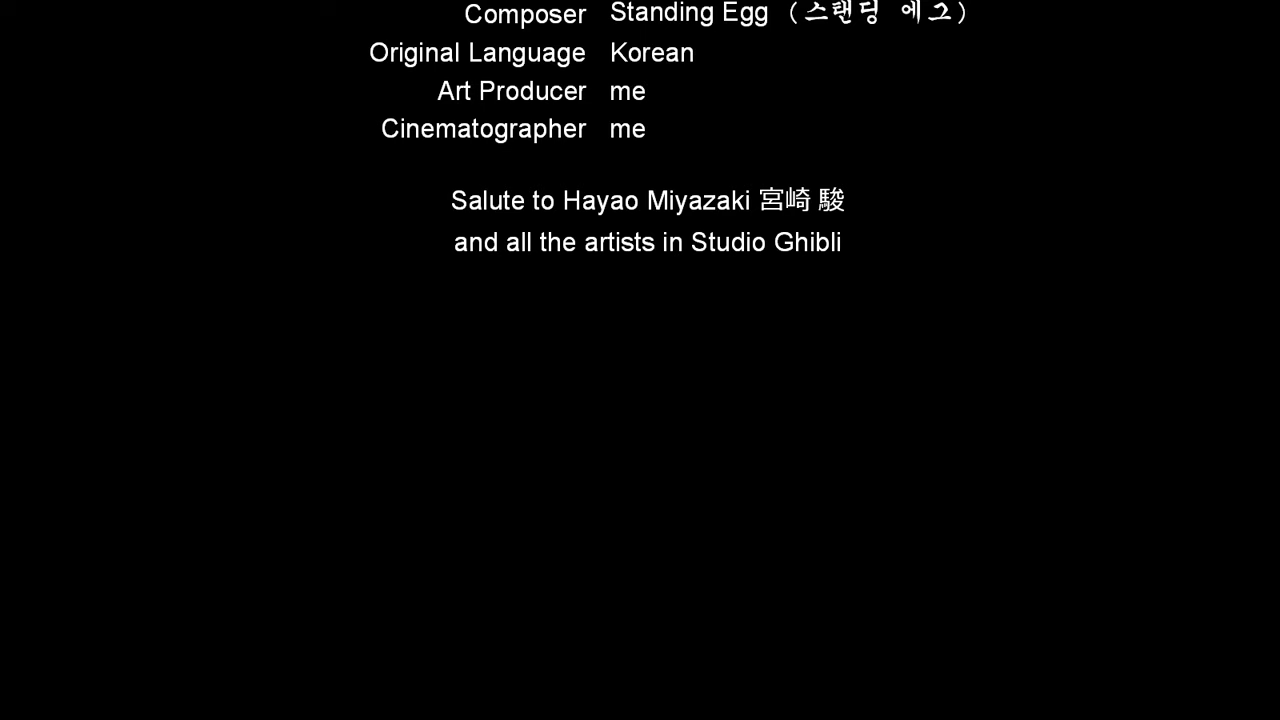 Composer Standing Egg (스탠딩 에그)
Original Language Korean
Art Producer me
Cinematographer me
Salute to Hayao Miyazaki 宮崎 駿
and all the artists in Studio Ghibli